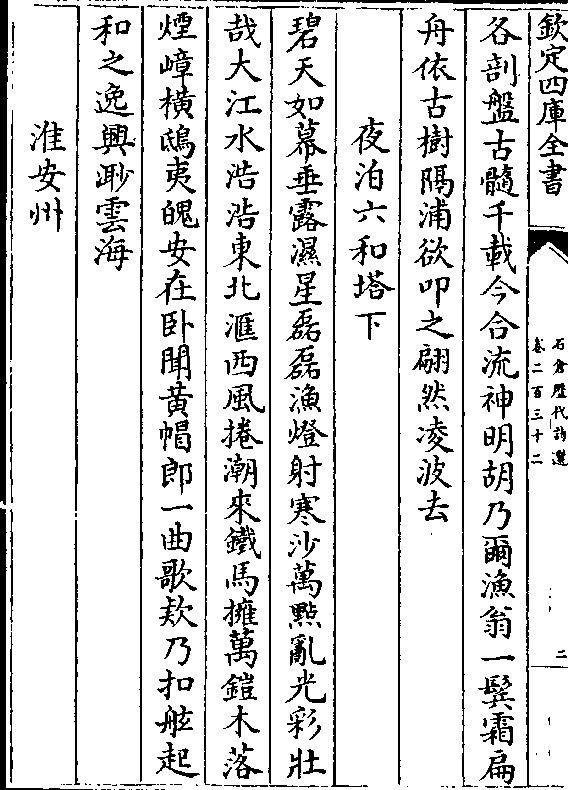 欽定四庫全書
石倉歷代詩選
卷二百三十二
二
各剖盤古髓千載今合流神明胡乃爾漁翁一鬓霜扁
舟依古樹隔浦欲叩之翩然凌波去
夜泊六和塔下
碧天如幕垂露濕星磊磊漁燈射寒沙萬點亂光彩壯
哉大江水浩浩東北滙西風捲潮來鐵馬擁萬鎧木落
煙嶂橫鴟夷魄安在卧聞黄帽郎一曲歌欵乃扣舷起
和之逸興渺雲海
淮安州